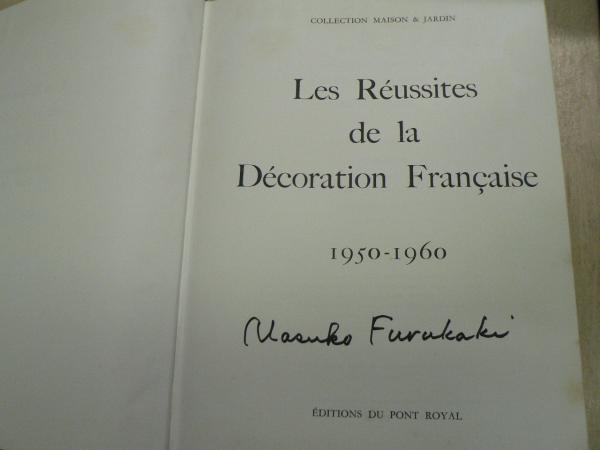 COLLECTION MAISON & JARDIN
Les Réussites
de la
Décoration Française
1950-1960
Masuko Furukaki
ÉDITIONS DU PONT ROYAL